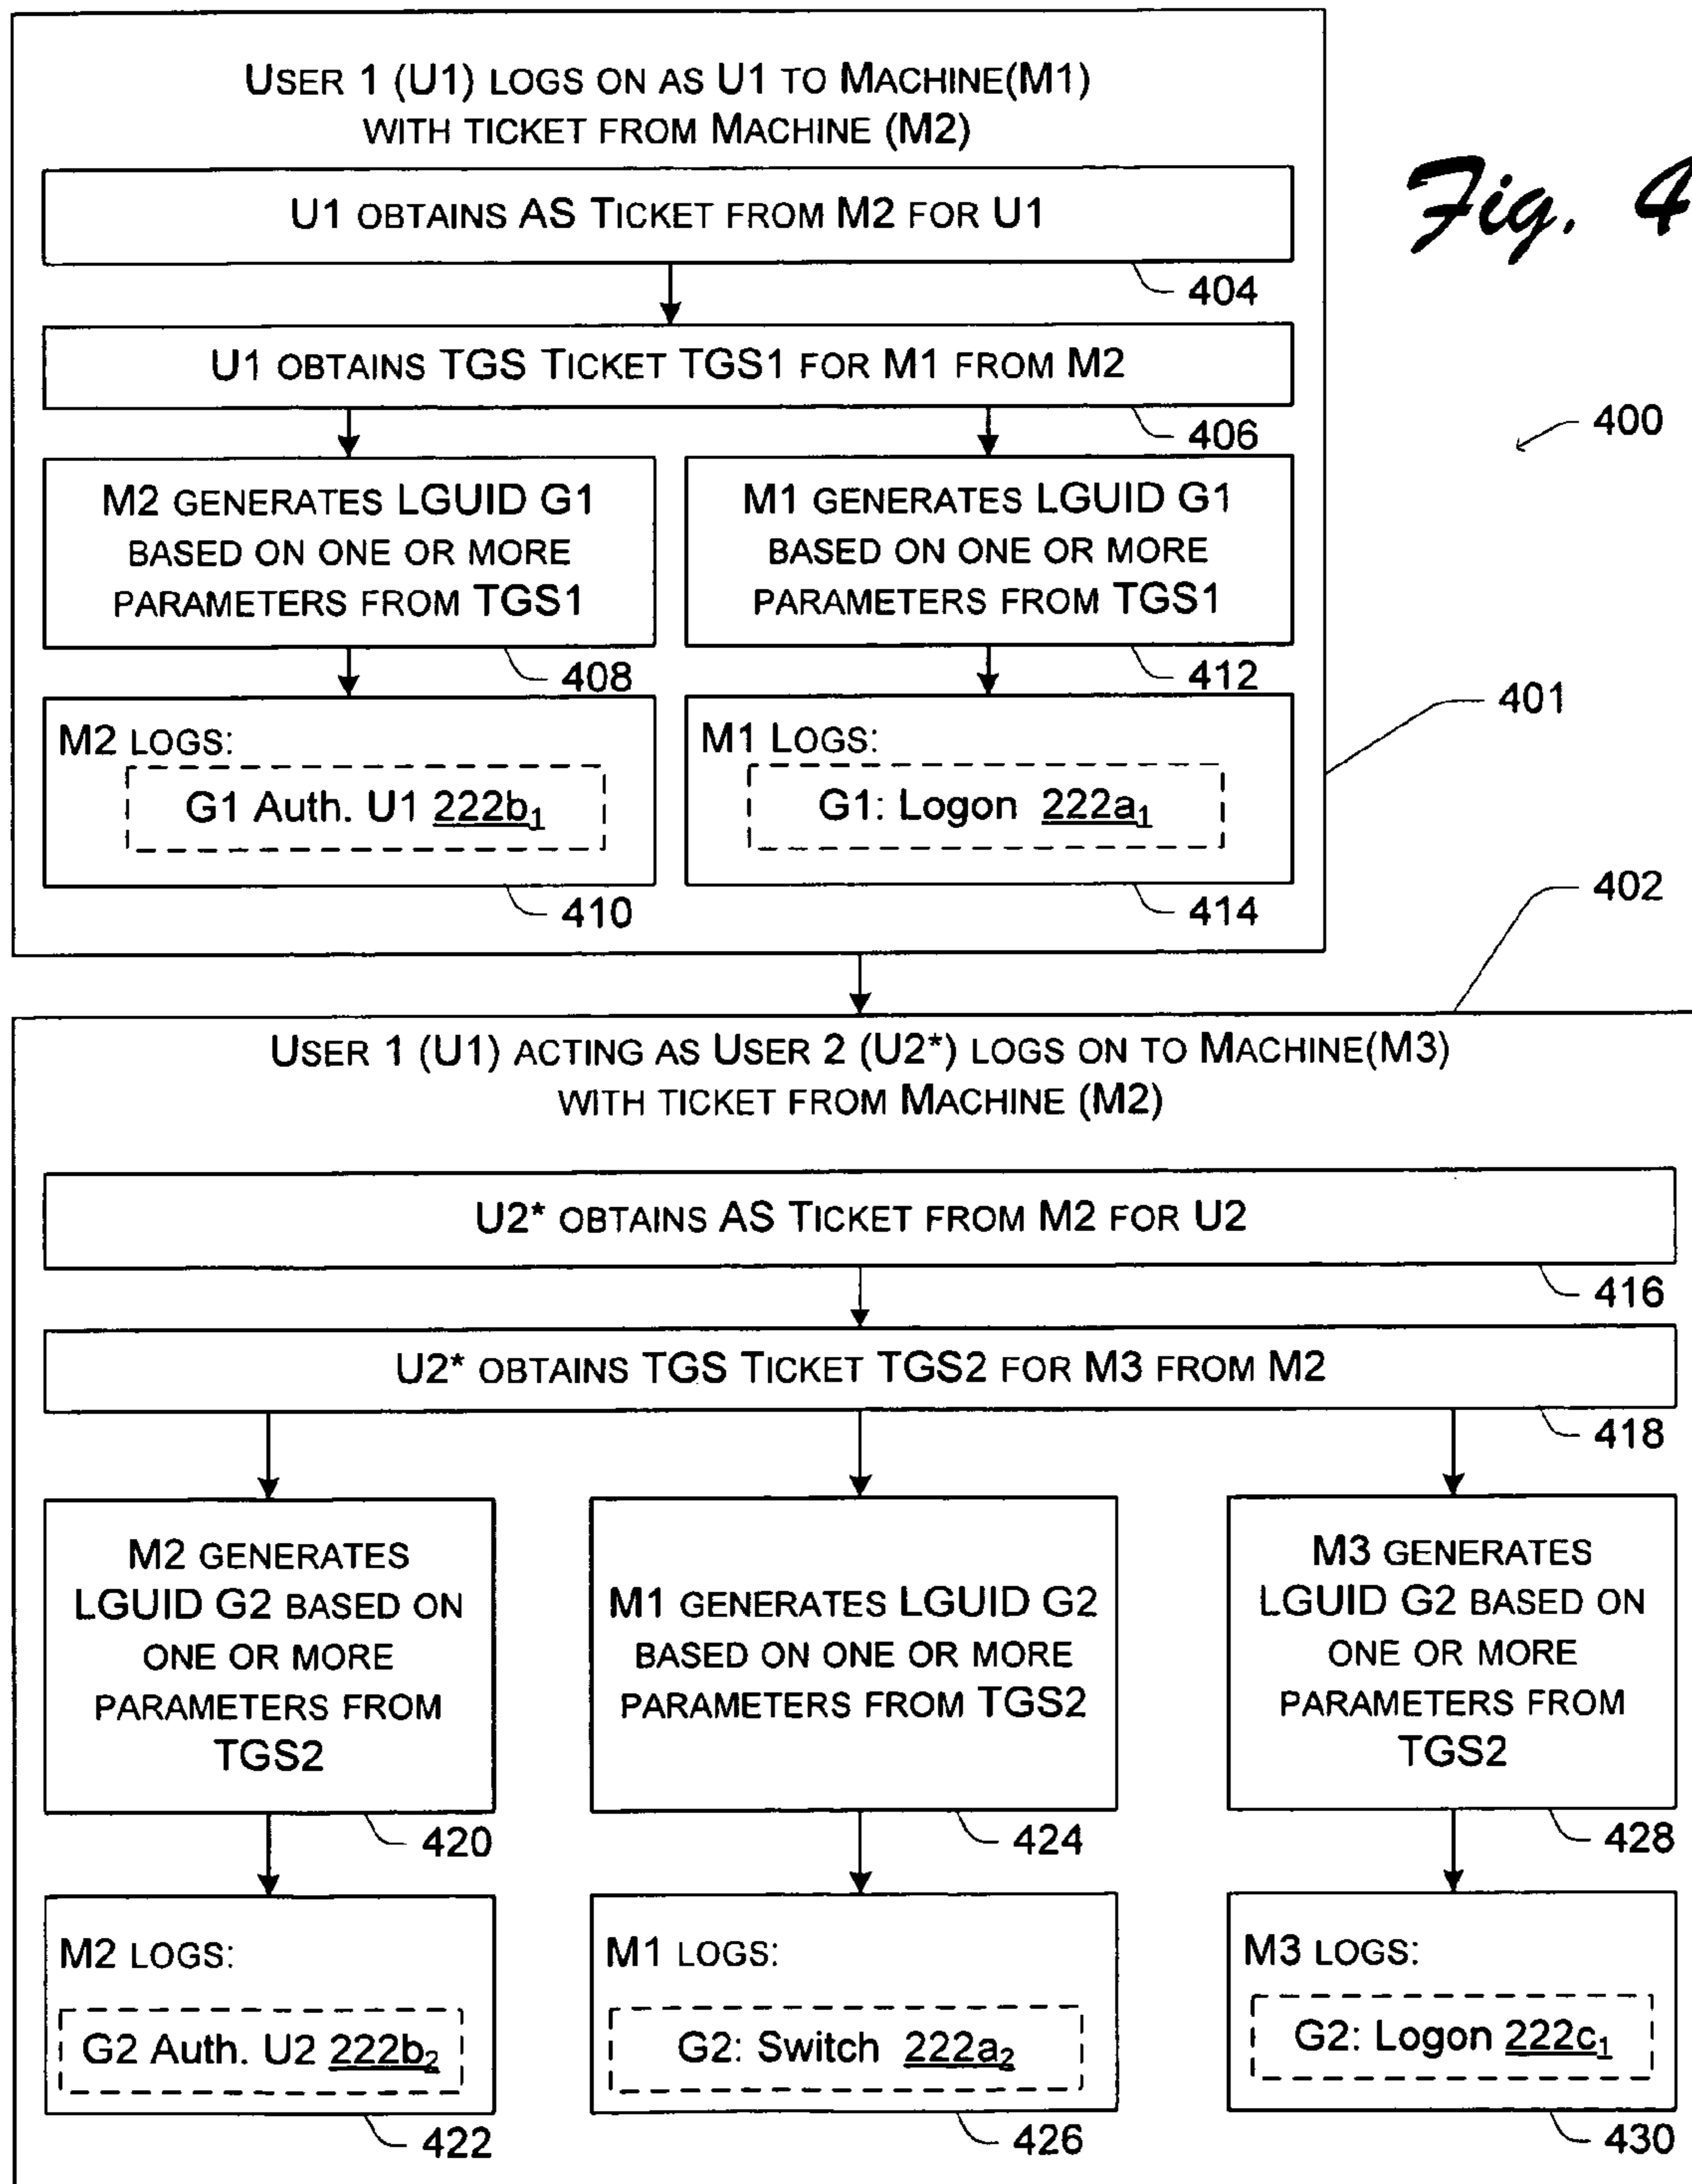 USER 1 (U1) LOGS ON AS U1 TO MACHINE(M1)
WITH TICKET FROM MACHINE (M2)
Fig. 4
U1 OBTAINS AS TICKET FROM M2 FOR U1
404
U1 OBTAINS TGS TICKET TGS1 FOR M1 FROM M2
406
400
M2 GENERATES LGUID G1
BASED ON ONE OR MORE
PARAMETERS FROM TGS1
408
M1 GENERATES LGUID G1
BASED ON ONE OR MORE
PARAMETERS FROM TGS1
412
401
M2 LOGS:
G1 Auth. U1 222b1
410
M1 LOGS:
G1: Logon 222a1
414
402
USER 1 (U1) ACTING AS USER 2 (U2*) LOGS ON TO MACHINE(M3)
WITH TICKET FROM MACHINE (M2)
U2* OBTAINS AS TICKET FROM M2 FOR U2
416
U2* OBTAINS TGS TICKET TGS2 FOR M3 FROM M2
418
M2 GENERATES
LGUID G2 BASED ON
ONE OR MORE
PARAMETERS FROM
TGS2
420
M1 GENERATES LGUID G2
BASED ON ONE OR MORE
PARAMETERS FROM TGS2
424
M3 GENERATES
LGUID G2 BASED ON
ONE OR MORE
PARAMETERS FROM
TGS2
428
M2 LOGS:
G2 Auth. U2 222b2
422
M1 LOGS:
G2: Switch 222a2
426
M3 LOGS:
G2: Logon 222c1
430